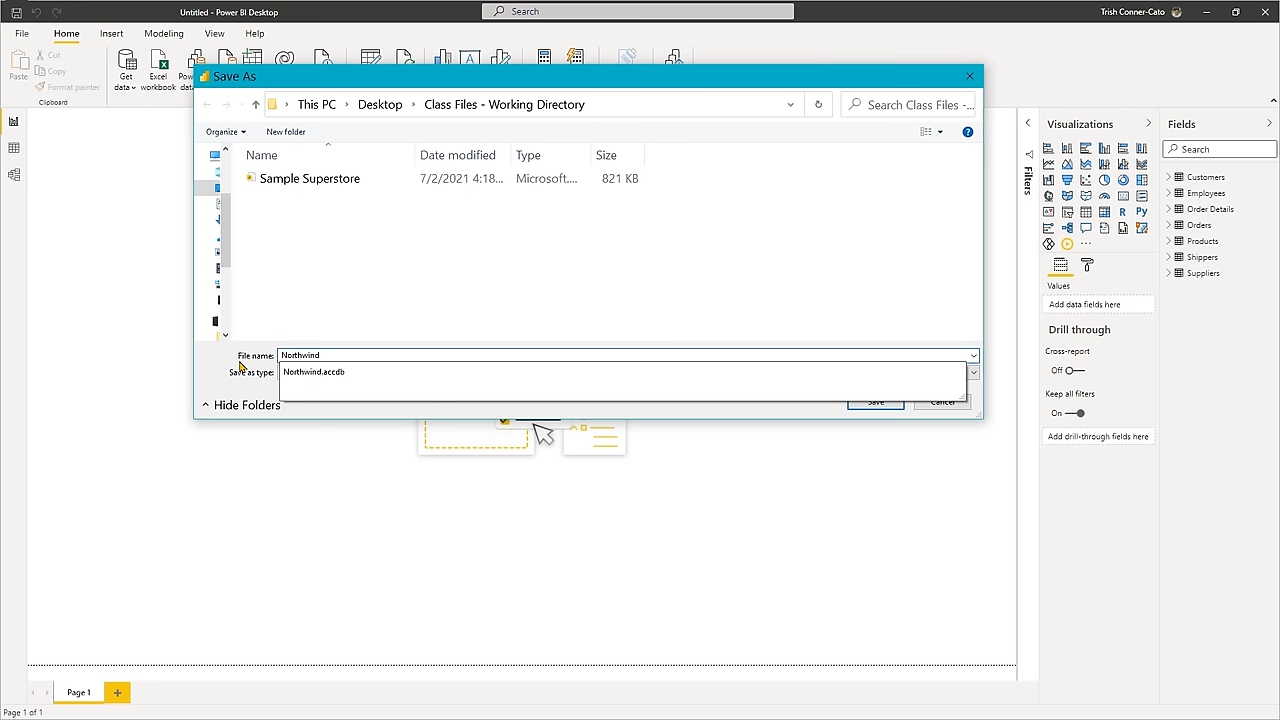 Untitled - Power BI Desktop
Search
Trish Conner-Cato
File
Home
Insert
Modeling
View
Help
Paste
Cut
Copy
Format painter
Clipboard
Get
data
Excel
workbook
Save As
This PC
Desktop
Class Files - Working Directory
Search Class Files -...
Organize
New folder
Name
Date modified
Type
Size
Sample Superstore
7/2/2021 4:18...
Microsoft....
821 KB
File name:
Northwind
Save as type:
Northwind.accdb
Hide Folders
Save
Cancel
Filters
Visualizations
R
Py
Values
Add data fields here
Drill through
Cross-report
Off
Keep all filters
On
Add drill-through fields here
Fields
Search
Customers
Employees
Order Details
Orders
Products
Shippers
Suppliers
Page 1
Page 1 of 1